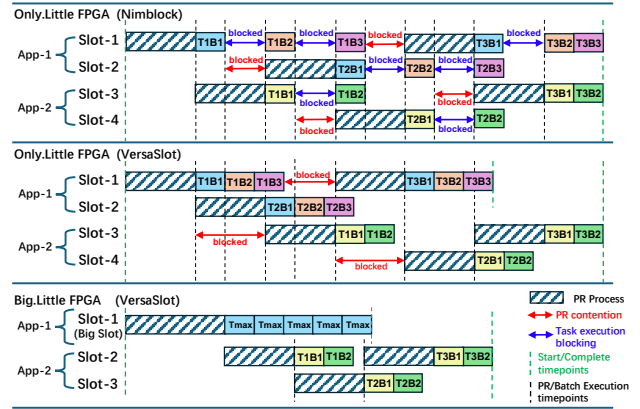 Only.Little FPGA (Nimblock)
App-1
Slot-1
T1B1
blocked
T1B2
blocked
T1B3
blocked
T3B1
blocked
T3B2
T3B3
Slot-2
blocked
T2B1
blocked
T2B2
blocked
T2B3
App-2
Slot-3
T1B1
blocked
T1B2
blocked
T3B1
T3B2
Slot-4
blocked
T2B1
blocked
T2B2
Only.Little FPGA (VersaSlot)
App-1
Slot-1
T1B1
T1B2
T1B3
blocked
T3B1
T3B2
T3B3
Slot-2
T2B1
T2B2
T2B3
App-2
Slot-3
blocked
T1B1
T1B2
T3B1
T3B2
Slot-4
blocked
T2B1
T2B2
Big.Little FPGA (VersaSlot)
App-1
Slot-1
(Big Slot)
Tmax
Tmax
Tmax
Tmax
Tmax
App-2
Slot-2
T1B1
T1B2
T3B1
T3B2
Slot-3
T2B1
T2B2
PR Process
PR contention
Task execution
blocking
Start/Complete
timepoints
PR/Batch Execution
timepoints